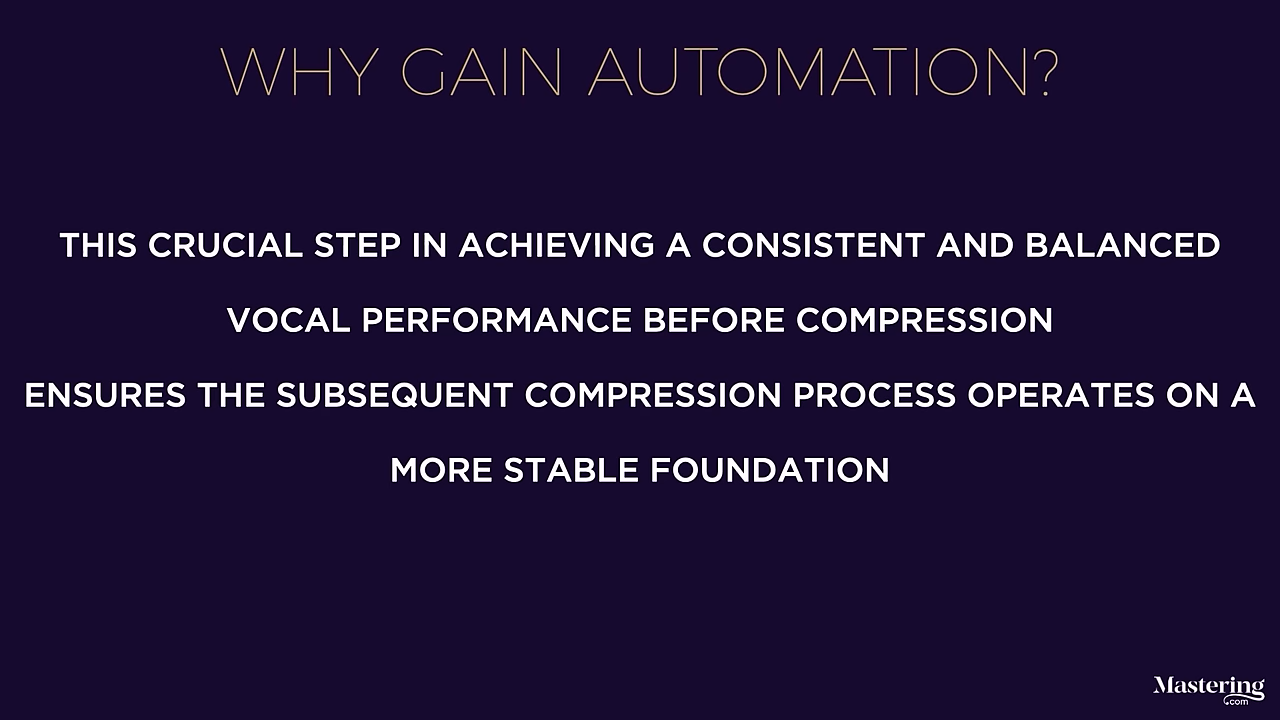 WHY GAIN AUTOMATION?
THIS CRUCIAL STEP IN ACHIEVING A CONSISTENT AND BALANCED
VOCAL PERFORMANCE BEFORE COMPRESSION
ENSURES THE SUBSEQUENT COMPRESSION PROCESS OPERATES ON A
MORE STABLE FOUNDATION
Mastering
.com